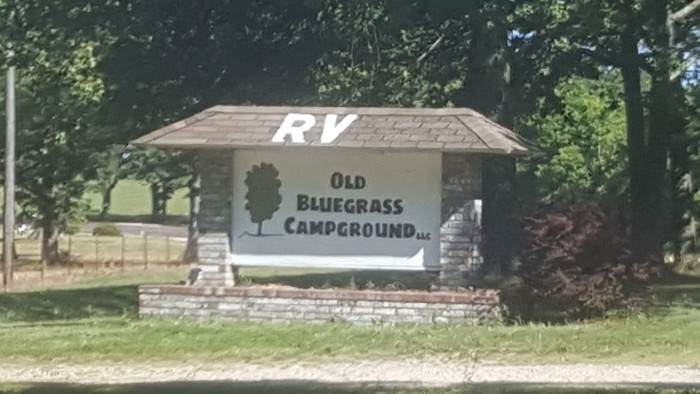 RV
OLD
BLUEGRASS
CAMPGROUND LLC